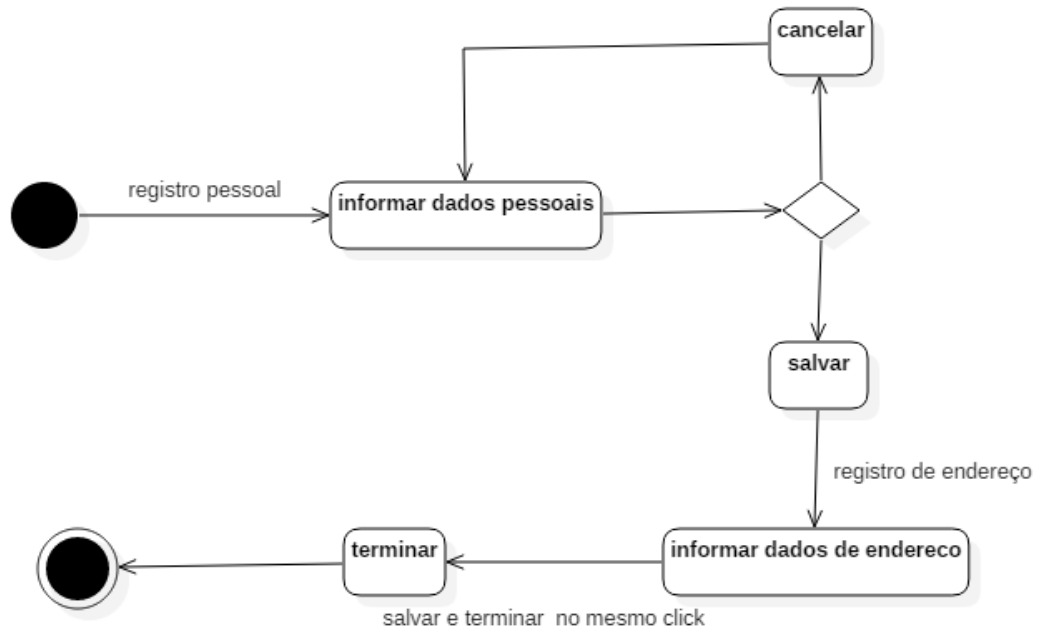 cancelar
registro pessoal
informar dados pessoais
salvar
registro de endereço
informar dados de endereco
terminar
salvar e terminar no mesmo click